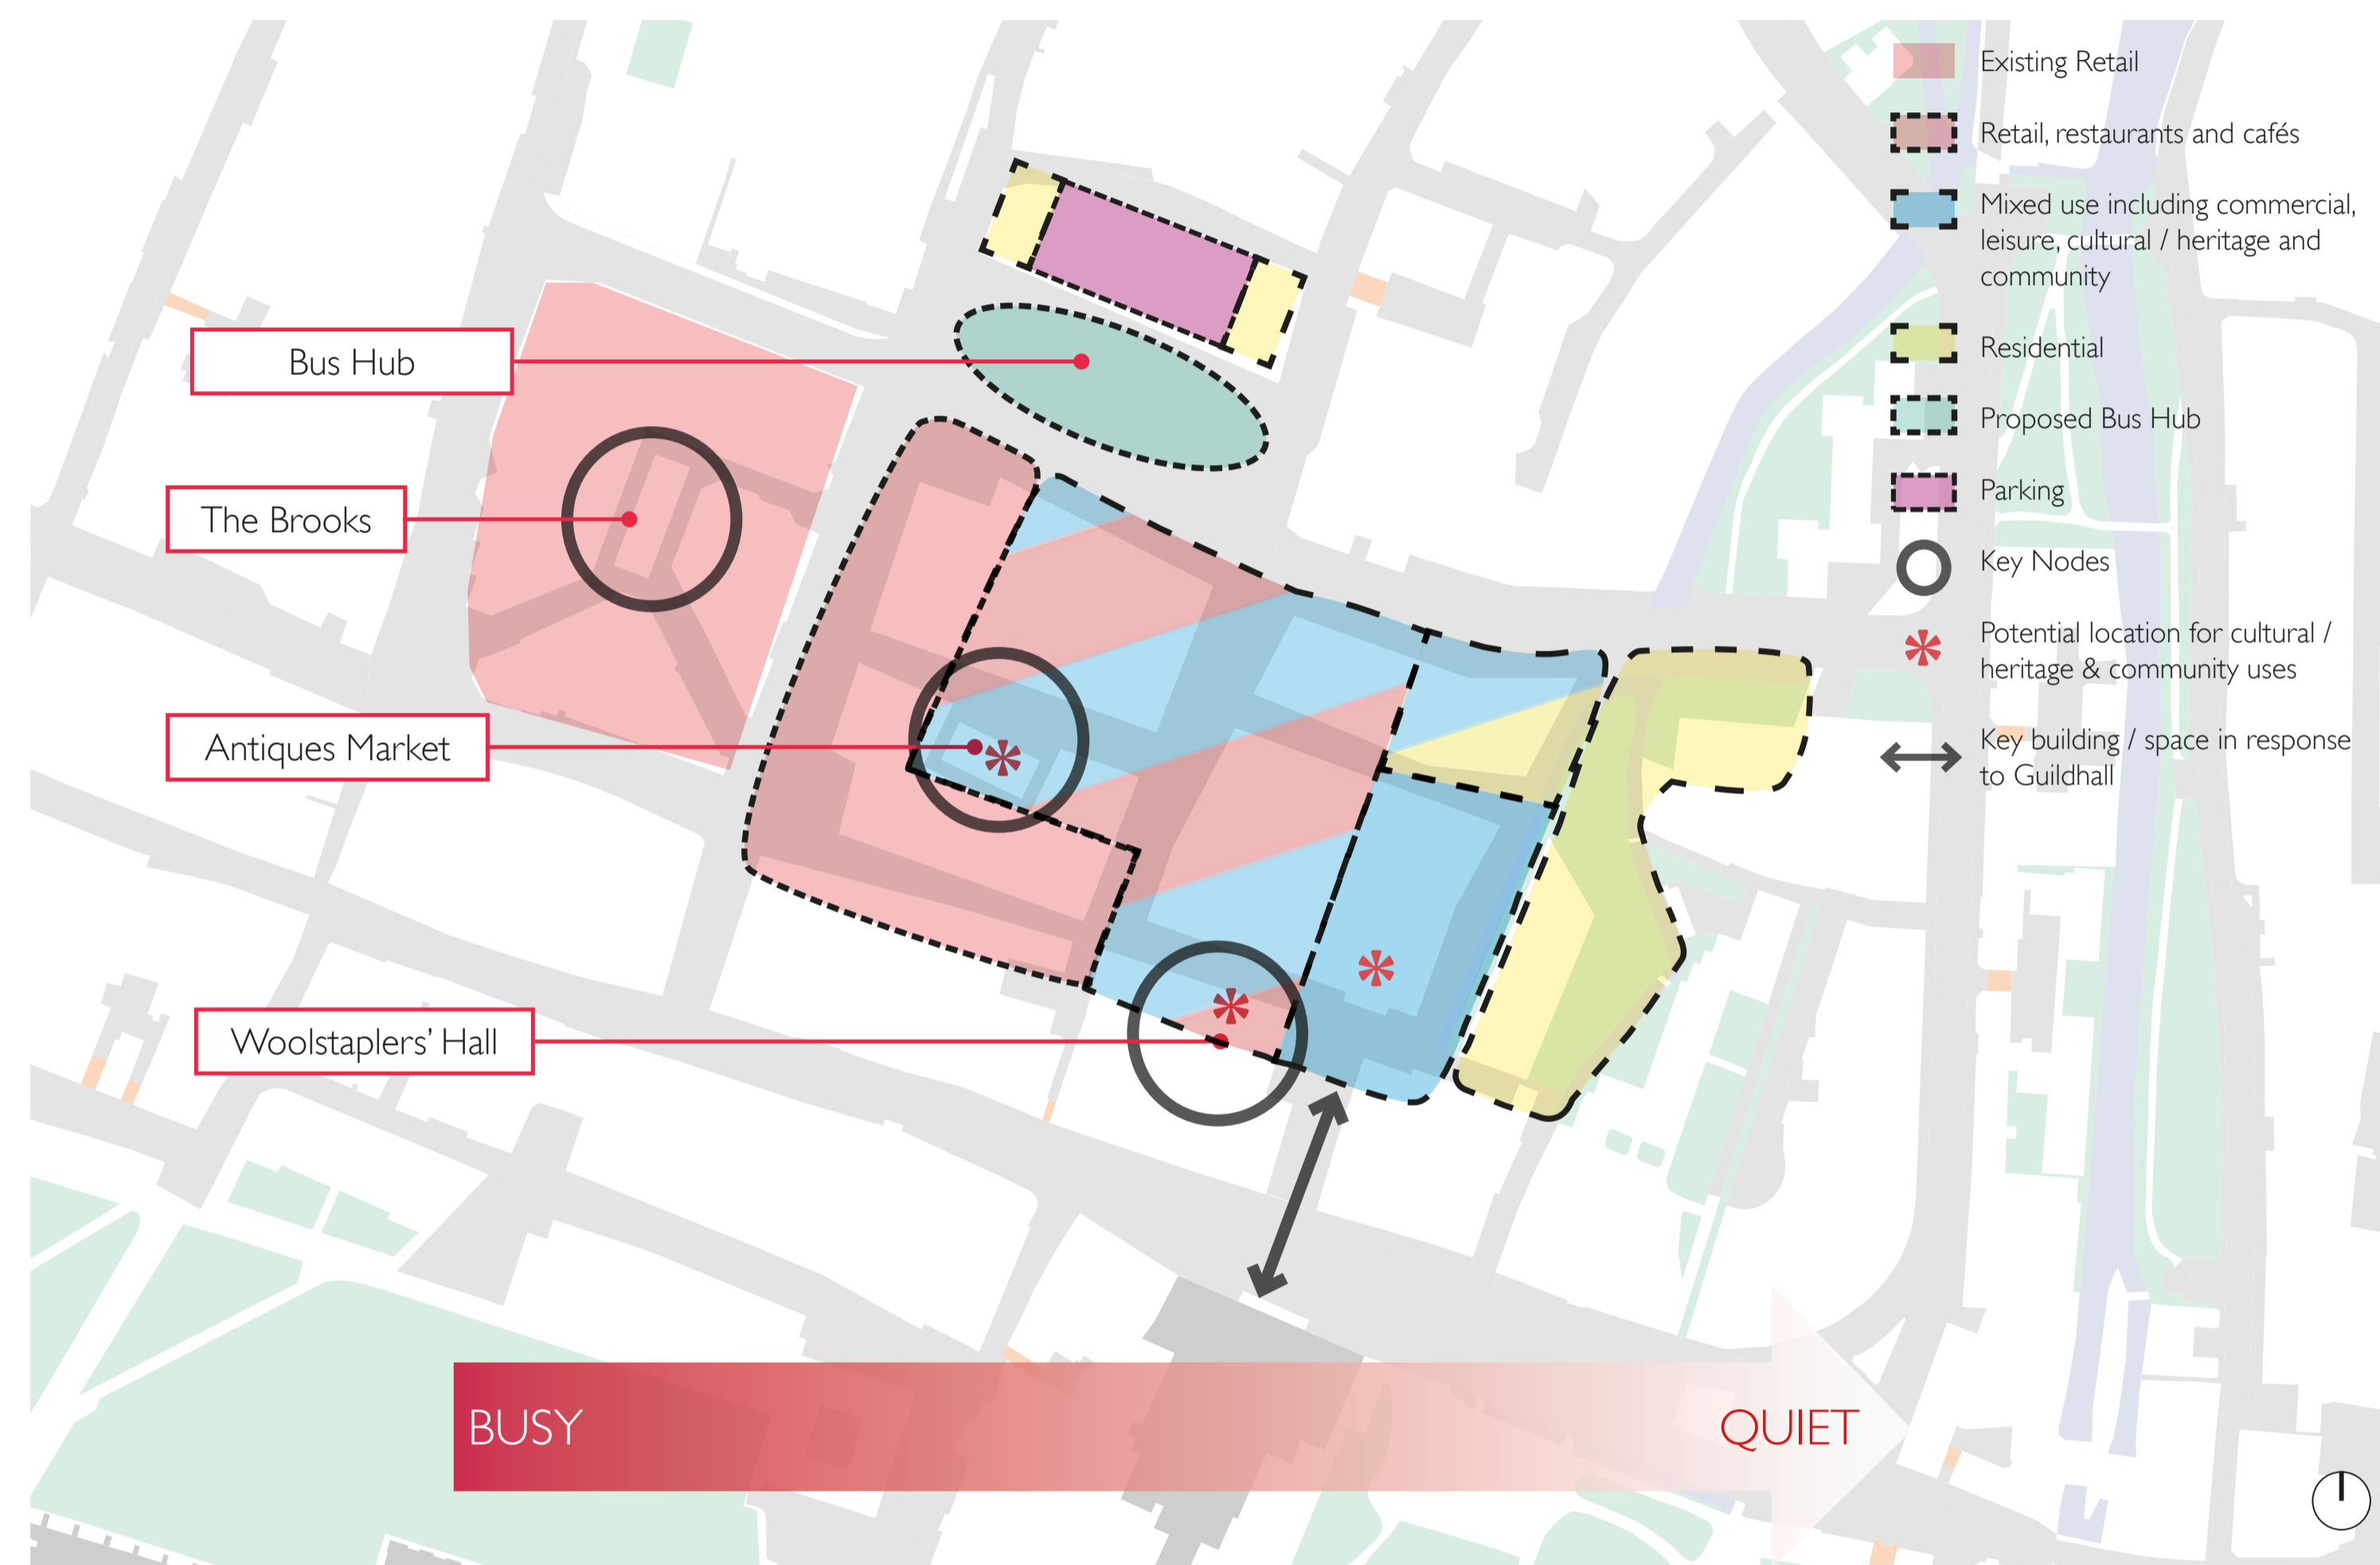 Bus Hub
The Brooks
Antiques Market
Woolstaplers’ Hall
Existing Retail
Retail, restaurants and cafés
Mixed use including commercial,
leisure, cultural / heritage and
community
Residential
Proposed Bus Hub
Parking
Key Nodes
Potential location for cultural /
heritage & community uses
Key building / space in response
to Guildhall
BUSY
QUIET